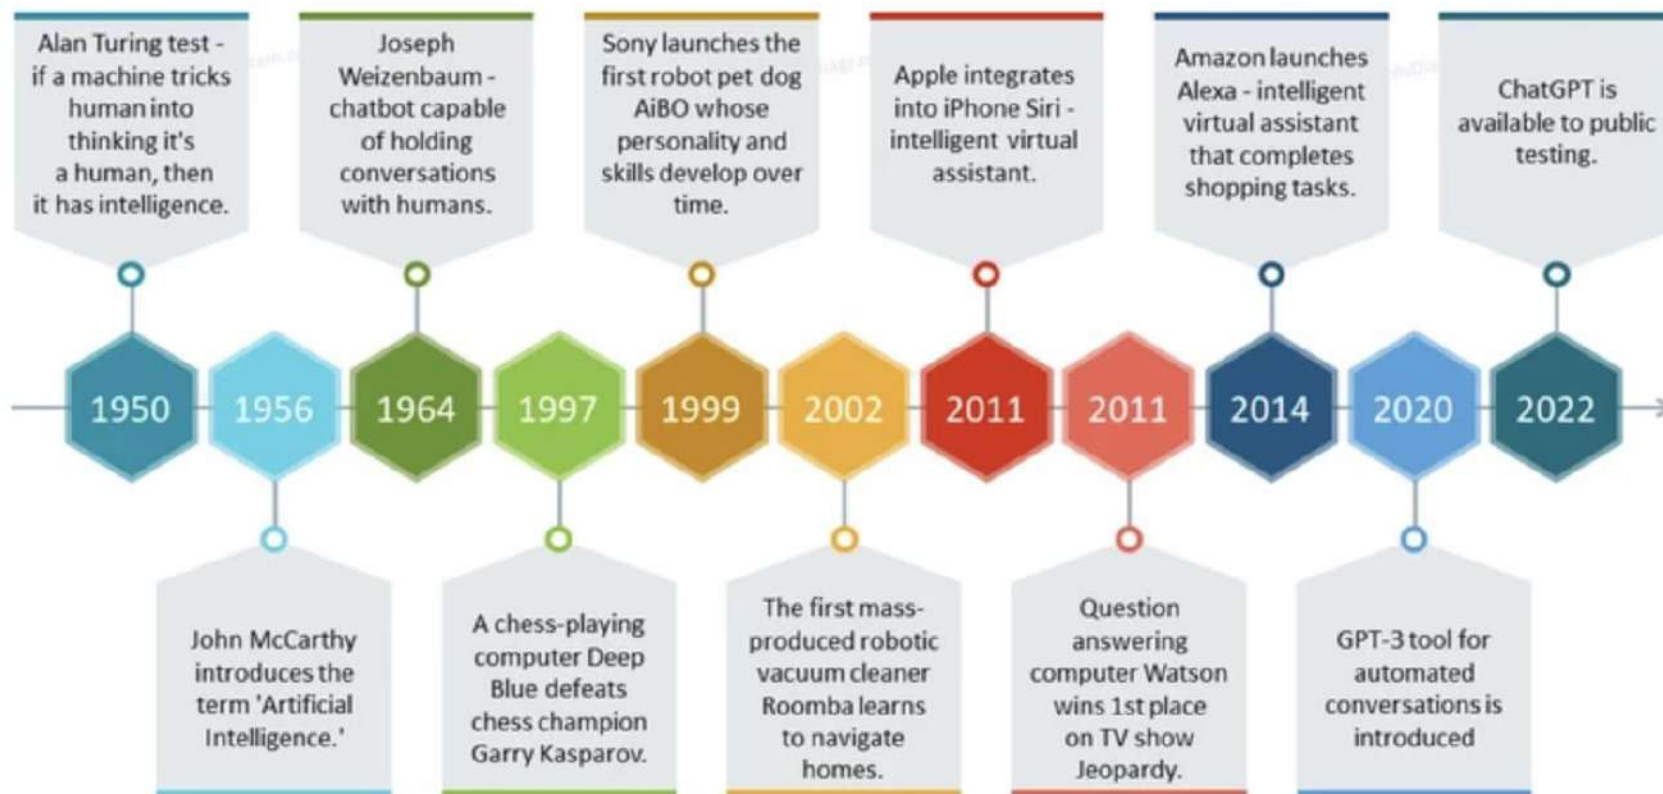 Alan Turing test -
if a machine tricks
human into
thinking it's
a human, then
it has intelligence.
Joseph
Weizenbaum -
chatbot capable
of holding
conversations
with humans.
Sony launches the
first robot pet dog
AiBO whose
personality and
skills develop over
time.
Apple integrates
into iPhone Siri -
intelligent virtual
assistant.
Amazon launches
Alexa - intelligent
virtual assistant
that completes
shopping tasks.
ChatGPT is
available to public
testing.
1950
1956
1964
1997
1999
2002
2011
2011
2014
2020
2022
John McCarthy
introduces the
term 'Artificial
Intelligence.'
A chess-playing
computer Deep
Blue defeats
chess champion
Garry Kasparov.
The first mass-
produced robotic
vacuum cleaner
Roomba learns
to navigate
homes.
Question
answering
computer Watson
wins 1st place
on TV show
Jeopardy.
GPT-3 tool for
automated
conversations is
introduced